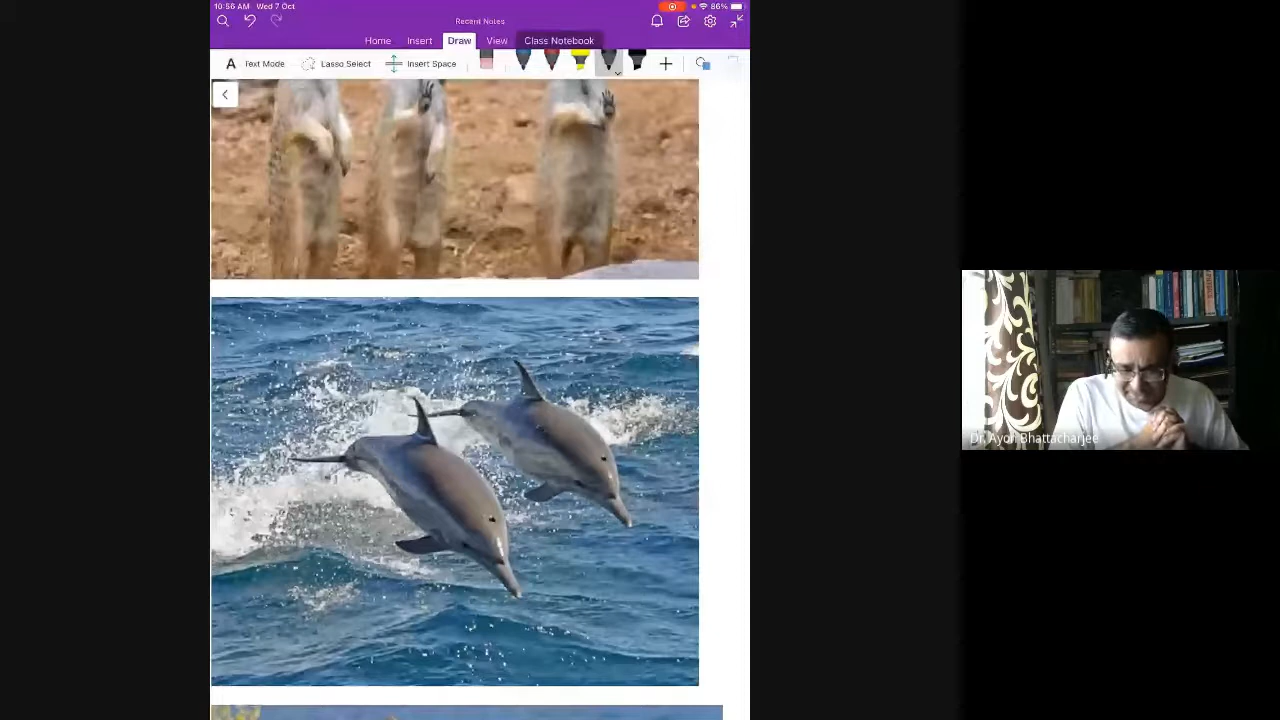 10:56 AM Wed 7 Oct
86%
Recent Notes
Home Insert Draw View Class Notebook
A Text Mode Lasso Select Insert Space
Dr. Ayon Bhattacharjee